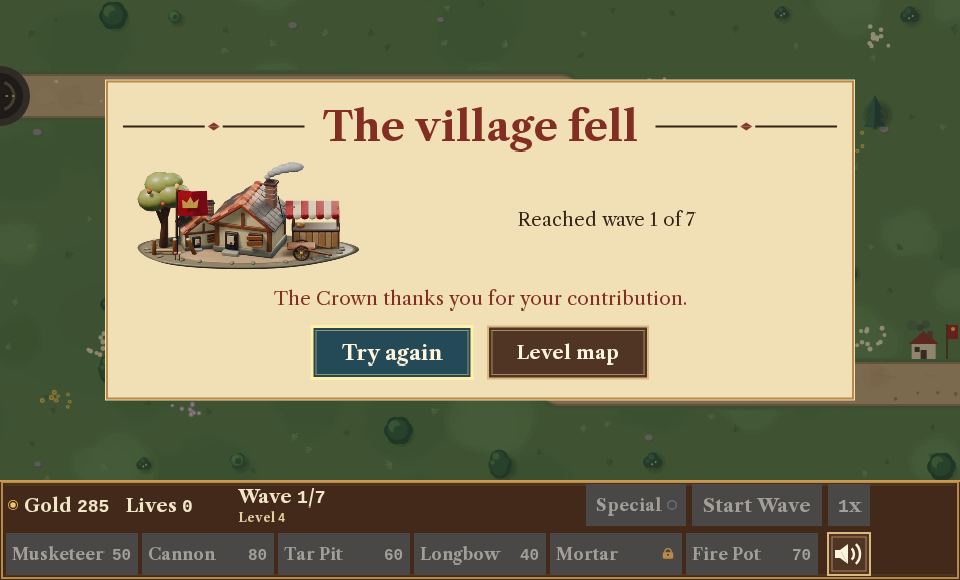 The village fell
Reached wave 1 of 7
The Crown thanks you for your contribution.
Try again
Level map
Gold 285 Lives 0 Wave 1/7
Level 4
Special Start Wave 1x
Musketeer 50 Cannon 80 Tar Pit 60 Longbow 40 Mortar Fire Pot 70